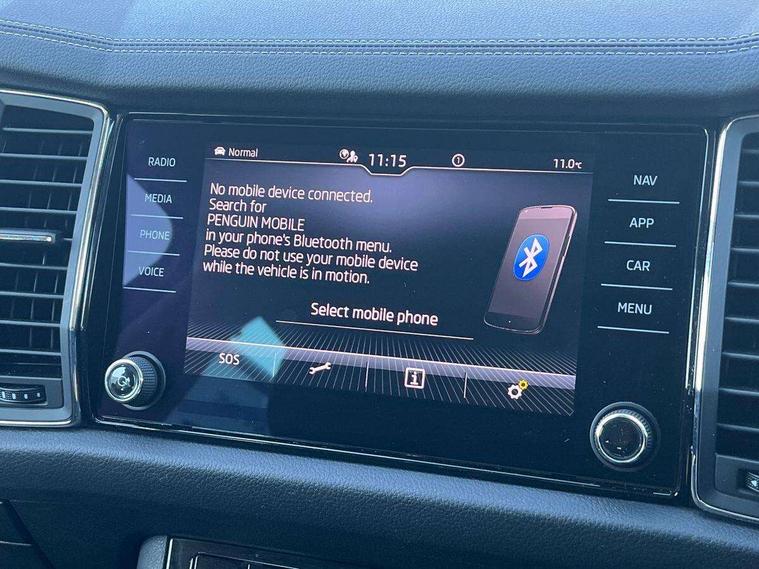 Normal
11:15
1
11.0°C
RADIO
MEDIA
PHONE
VOICE
No mobile device connected.
Search for
PENGUIN MOBILE
in your phone's Bluetooth menu.
Please do not use your mobile device
while the vehicle is in motion.
Select mobile phone
SOS
i
NAV
APP
CAR
MENU